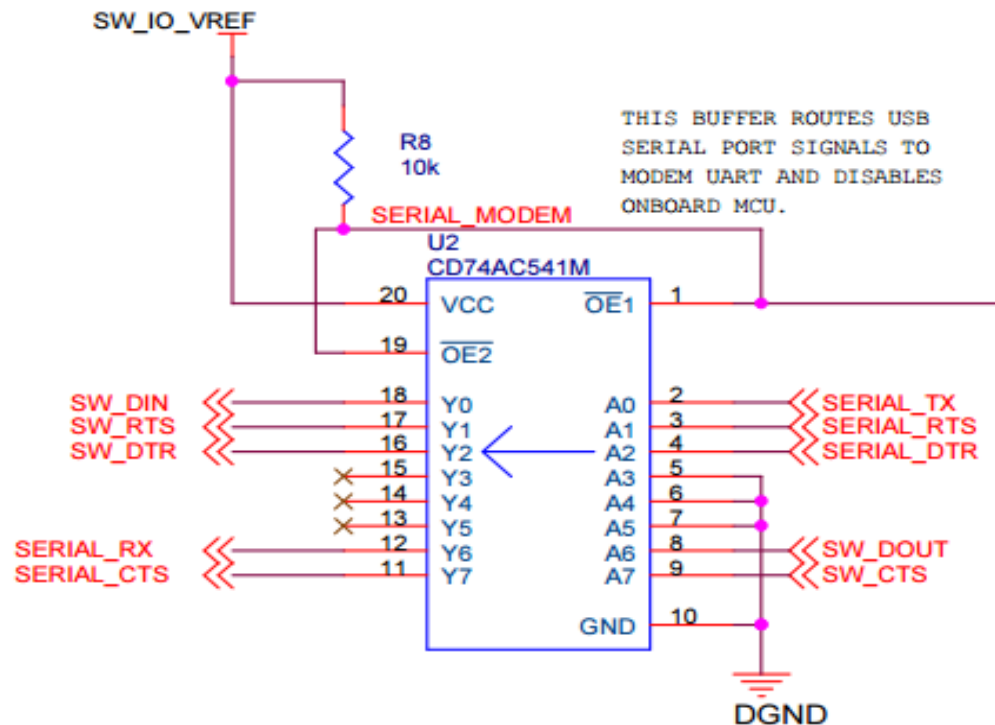 SW_IO_VREF
R8
10k
THIS BUFFER ROUTES USB
SERIAL PORT SIGNALS TO
MODEM UART AND DISABLES
ONBOARD MCU.
SERIAL_MODEM
U2
CD74AC541M
20 VCC OE1 1
19 OE2
SW_DIN 18 Y0 A0 2 SERIAL_TX
SW_RTS 17 Y1 A1 3 SERIAL_RTS
SW_DTR 16 Y2 A2 4 SERIAL_DTR
15 Y3 A3 5
14 Y4 A4 6
13 Y5 A5 7
SERIAL_RX 12 Y6 A6 8 SW_DOUT
SERIAL_CTS 11 Y7 A7 9 SW_CTS
GND 10
DGND